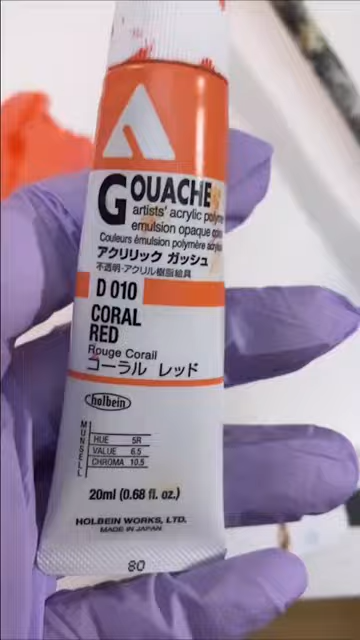 GOUACHE
artists' acrylic polyme
emulsion opaque colo
Couleurs émulsion polymère acryliqu
アクリリック ガッシュ
不透明・アクリル樹脂絵具
D 010
CORAL
RED
Rouge Corail
コーラル レッド
holbein
MUNSELL
HUE 5R
VALUE 6.5
CHROMA 10.5
20ml (0.68 fl. oz.)
HOLBEIN WORKS, LTD.
MADE IN JAPAN
80